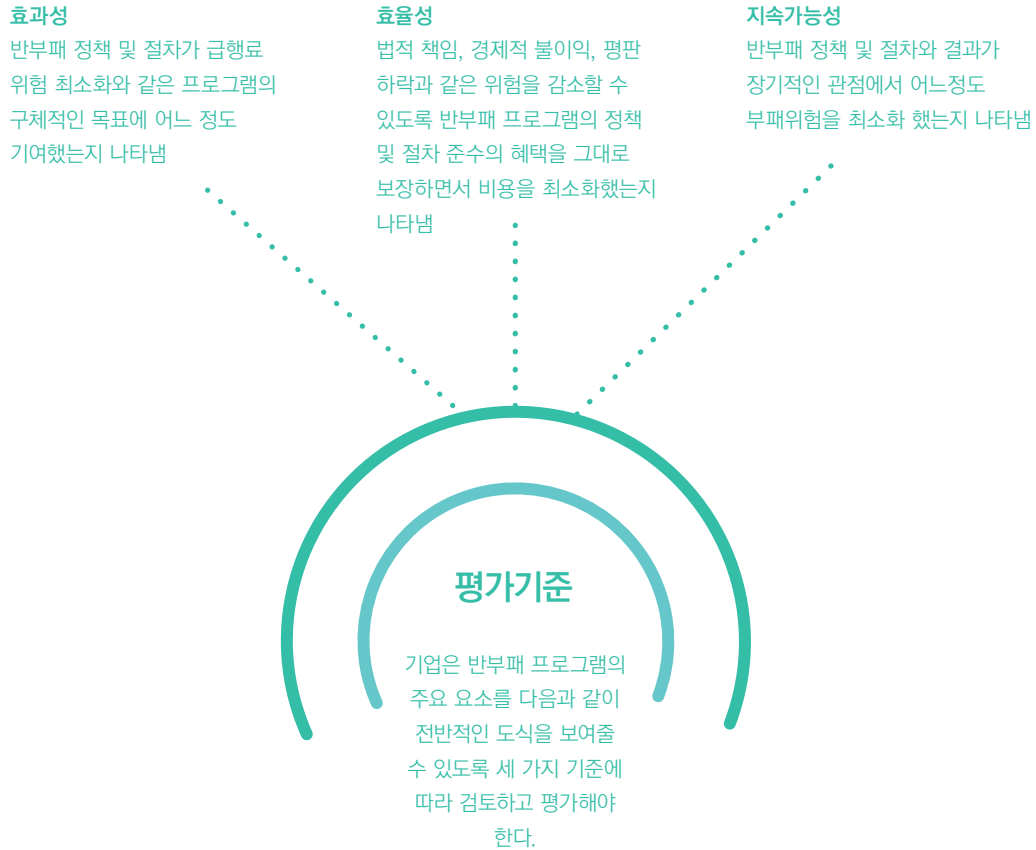 효과성
반부패 정책 및 절차가 급행료
위험 최소화와 같은 프로그램의
구체적인 목표에 어느 정도
기여했는지 나타냄
효율성
법적 책임, 경제적 불이익, 평판
하락과 같은 위험을 감소할 수
있도록 반부패 프로그램의 정책
및 절차 준수의 혜택을 그대로
보장하면서 비용을 최소화했는지
나타냄
지속가능성
반부패 정책 및 절차와 결과가
장기적인 관점에서 어느정도
부패위험을 최소화 했는지 나타냄
평가기준
기업은 반부패 프로그램의
주요 요소를 다음과 같이
전반적인 도식을 보여줄
수 있도록 세 가지 기준에
따라 검토하고 평가해야
한다.